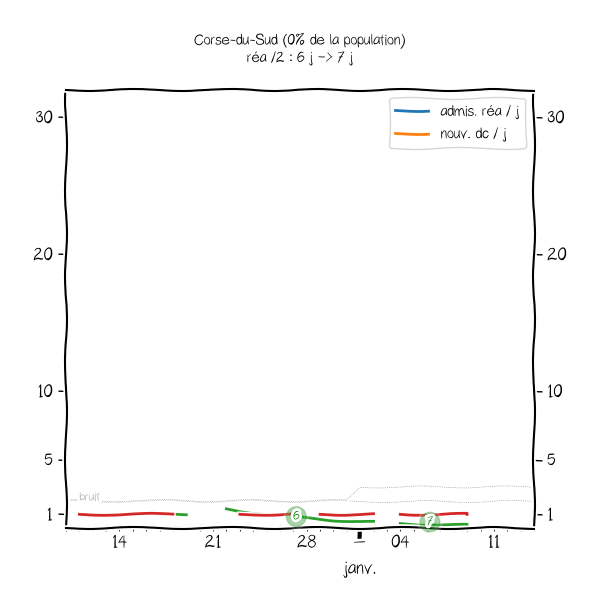 Corse-du-Sud (0% de la population)
réa /2 : 6 j -> 7 j
admis. réa / j
nouv. dc / j
30 30
20 20
10 10
5 5
bruit
1 1
6 7
14 21 28 1 04 11
janv.